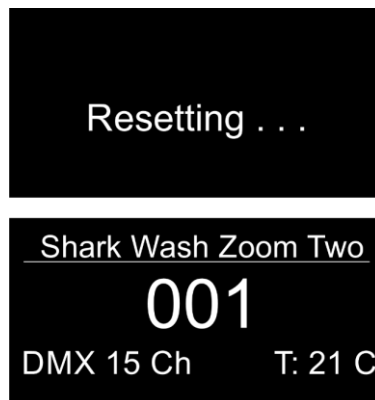 Resetting . . .
Shark Wash Zoom Two
001
DMX 15 Ch T: 21 C